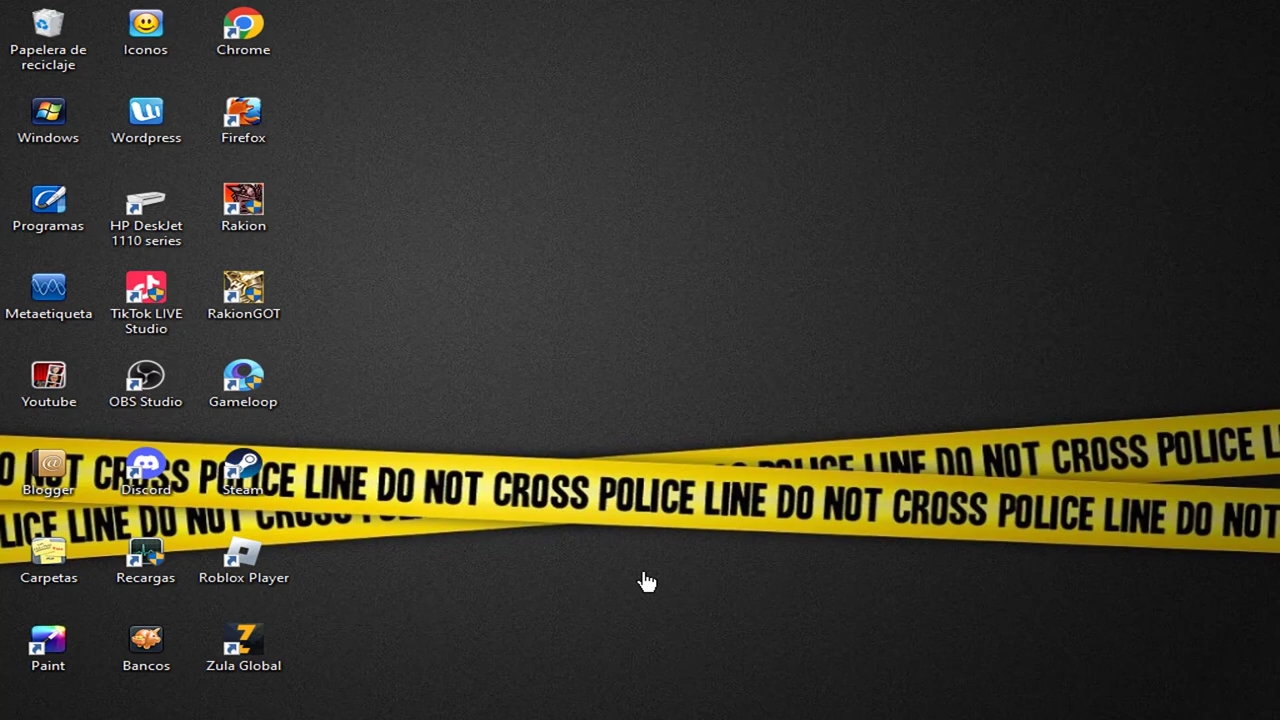 Papelera de
reciclaje
Iconos
Chrome
Windows
Wordpress
Firefox
Programas
HP DeskJet
1110 series
Rakion
Metaetiqueta
TikTok LIVE
Studio
RakionGOT
Youtube
OBS Studio
Gameloop
POLICE LINE DO NOT CROSS POLICE L
O NOT CROSS POLICE LINE DO NOT CROSS POLICE LINE DO NOT CROSS POLICE LINE DO NOT
Blogger
Discord
Steam
LICE LINE DO NOT CROSS POL
Carpetas
Recargas
Roblox Player
Paint
Bancos
Zula Global